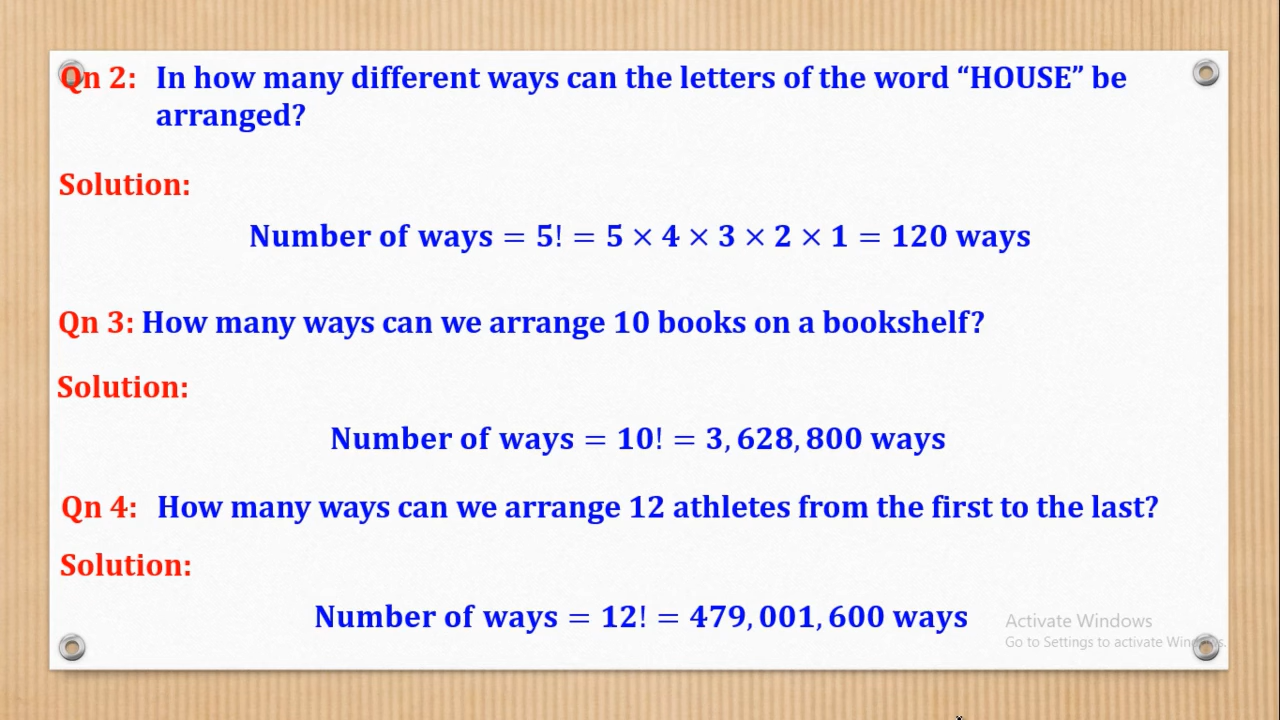 Qn 2: In how many different ways can the letters of the word “HOUSE” be
arranged?
Solution:
Number of ways = 5! = 5 × 4 × 3 × 2 × 1 = 120 ways
Qn 3: How many ways can we arrange 10 books on a bookshelf?
Solution:
Number of ways = 10! = 3,628,800 ways
Qn 4: How many ways can we arrange 12 athletes from the first to the last?
Solution:
Number of ways = 12! = 479,001,600 ways
Activate Windows
Go to Settings to activate Windows.